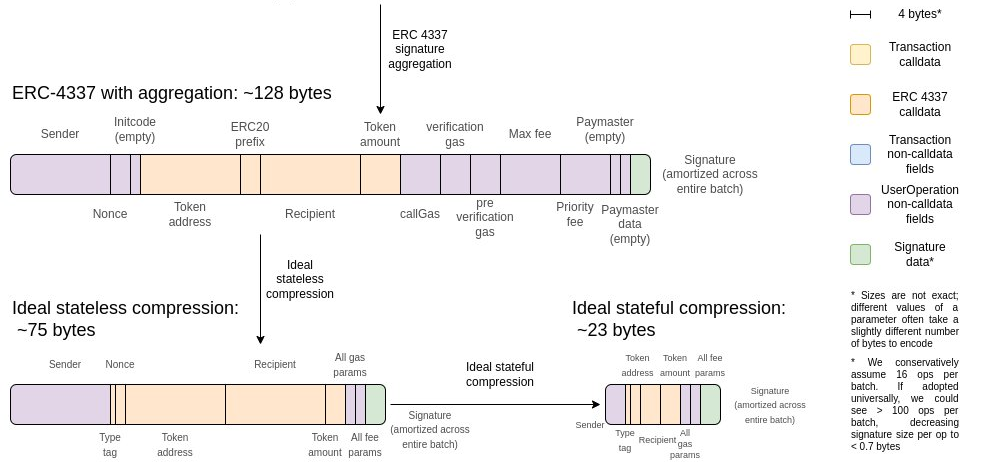 ERC 4337
signature
aggregation
ERC-4337 with aggregation: ~128 bytes
Sender
Initcode
(empty)
ERC20
prefix
Token
amount
verification
gas
Max fee
Paymaster
(empty)
Signature
(amortized across
entire batch)
Nonce
Token
address
Recipient
callGas
pre
verification
gas
Priority
fee
Paymaster
data
(empty)
Ideal
stateless
compression
Ideal stateless compression:
~75 bytes
Sender
Nonce
Recipient
All gas
params
Type
tag
Token
address
Token
amount
All fee
params
Signature
(amortized across
entire batch)
Ideal stateful
compression
Ideal stateful compression:
~23 bytes
Token
address
Token
amount
All fee
params
Signature
(amortized across
entire batch)
Sender
Type
tag
Recipient
All
gas
params
4 bytes*
Transaction
calldata
ERC 4337
calldata
Transaction
non-calldata
fields
UserOperation
non-calldata
fields
Signature
data*
* Sizes are not exact;
different values of a
parameter often take a
slightly different number
of bytes to encode
* We conservatively
assume 16 ops per
batch. If adopted
universally, we could
see > 100 ops per
batch, decreasing
signature size per op to
< 0.7 bytes